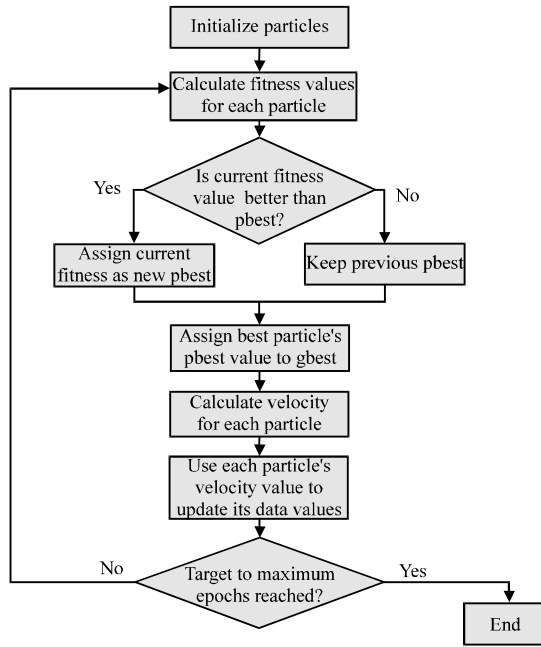 Initialize particles
Calculate fitness values
for each particle
Is current fitness
value better than
pbest?
Yes
No
Assign current
fitness as new pbest
Keep previous pbest
Assign best particle's
pbest value to gbest
Calculate velocity
for each particle
Use each particle's
velocity value to
update its data values
Target to maximum
epochs reached?
No
Yes
End